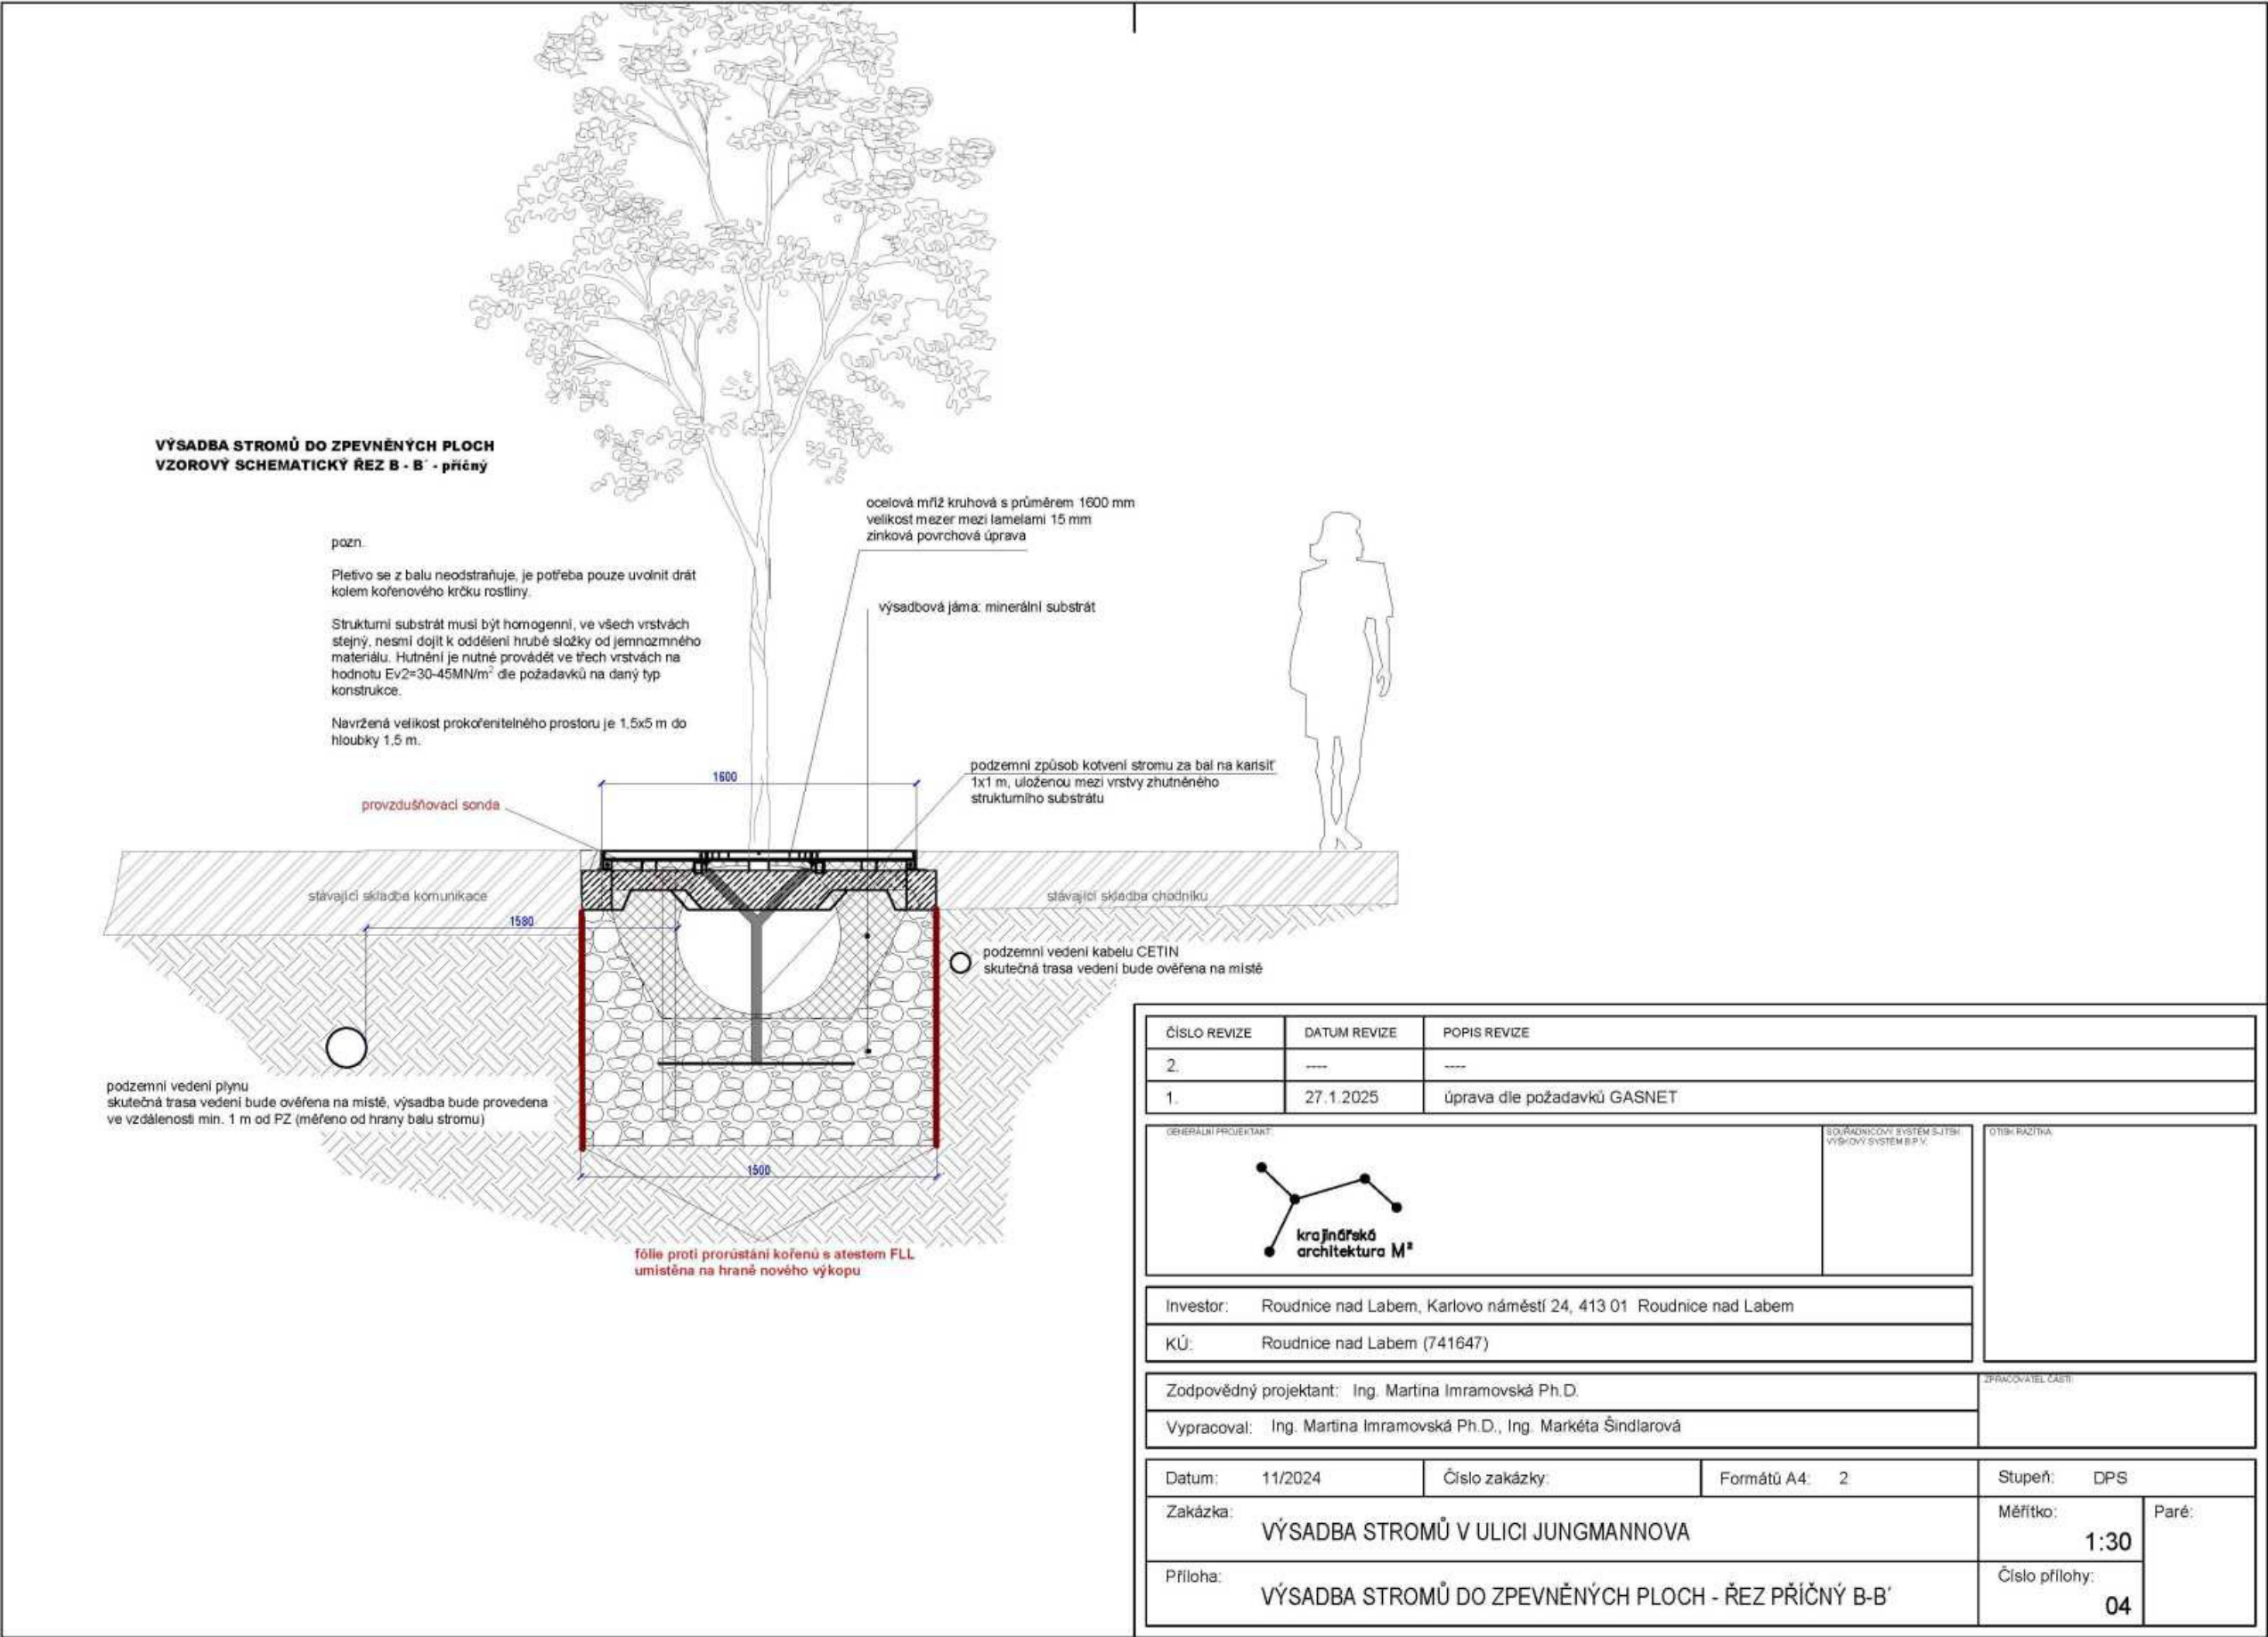 VÝSADBA STROMŮ DO ZPEVNĚNÝCH PLOCH
VZOROVÝ SCHEMATICKÝ ŘEZ B - B´ - příčný
pozn.
Pletivo se z balu neodstraňuje, je potřeba pouze uvolnit drát
kolem kořenového krčku rostliny.
Strukturní substrát musí být homogenní, ve všech vrstvách
stejný, nesmí dojít k oddělení hrubé složky od jemnozrnného
materiálu. Hutnění je nutné provádět ve třech vrstvách na
hodnotu Ev2=30-45MN/m² dle požadavků na daný typ
konstrukce.
Navržená velikost prokořenitelného prostoru je 1,5x5 m do
hloubky 1,5 m.
ocelová mříž kruhová s průměrem 1600 mm
velikost mezer mezi lamelami 15 mm
zinková povrchová úprava
výsadbová jáma: minerální substrát
podzemní způsob kotvení stromu za bal na karisíť
1x1 m, uloženou mezi vrstvy zhutněného
strukturního substrátu
1600
provzdušňovací sonda
stávající skladba komunikace
stávající skladba chodníku
1580
podzemní vedení kabelu CETIN
skutečná trasa vedení bude ověřena na místě
podzemní vedení plynu
skutečná trasa vedení bude ověřena na místě, výsadba bude provedena
ve vzdálenosti min. 1 m od PZ (měřeno od hrany balu stromu)
1500
fólie proti prorůstání kořenů s atestem FLL
umístěna na hraně nového výkopu
ČÍSLO REVIZE DATUM REVIZE POPIS REVIZE
2. ---- ----
1. 27.1.2025 úprava dle požadavků GASNET
GENERÁLNÍ PROJEKTANT:
SOUŘADNICOVÝ SYSTÉM S-JTSK
VÝŠKOVÝ SYSTÉM B.P.V.
OTISK RAZÍTKA:
krajinářská
architektura M²
Investor: Roudnice nad Labem, Karlovo náměstí 24, 413 01 Roudnice nad Labem
KÚ: Roudnice nad Labem (741647)
Zodpovědný projektant: Ing. Martina Imramovská Ph.D.
ZPRACOVATEL ČÁSTI:
Vypracoval: Ing. Martina Imramovská Ph.D., Ing. Markéta Šindlarová
Datum: 11/2024 Číslo zakázky: Formátů A4: 2 Stupeň: DPS
Zakázka: VÝSADBA STROMŮ V ULICI JUNGMANNOVA
Měřítko: 1:30
Paré:
Příloha: VÝSADBA STROMŮ DO ZPEVNĚNÝCH PLOCH - ŘEZ PŘÍČNÝ B-B´
Číslo přílohy: 04